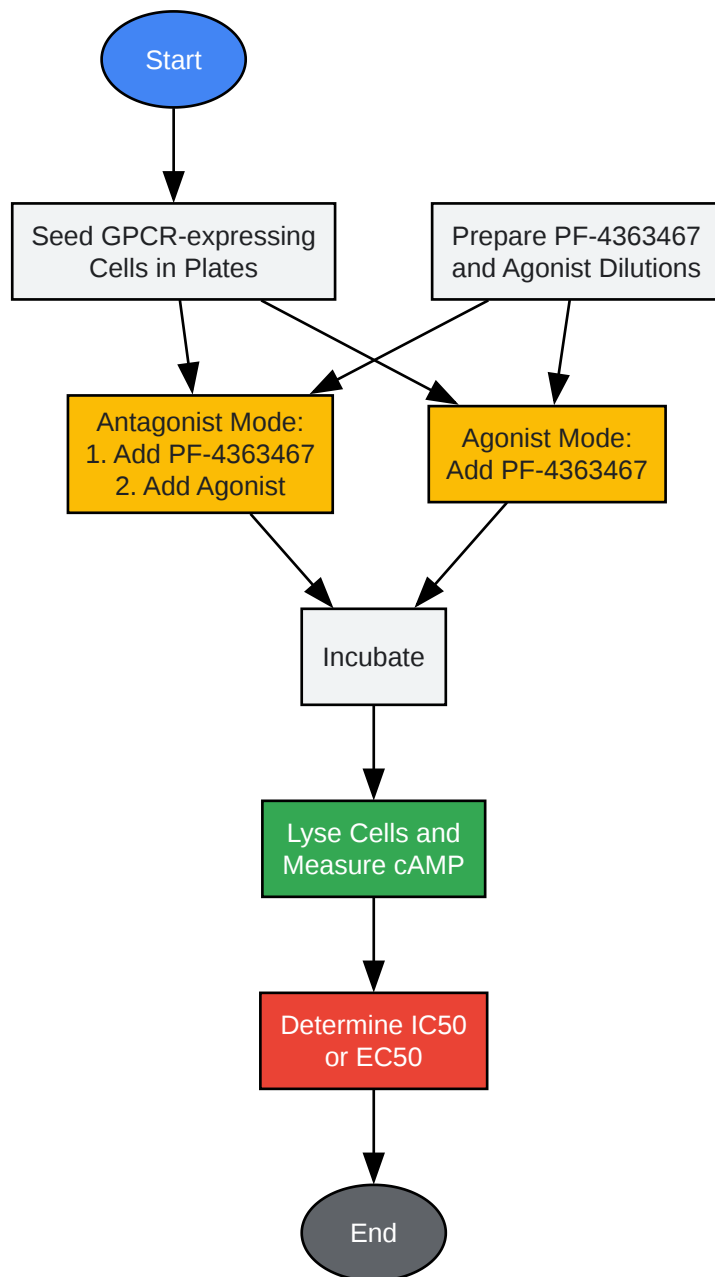 Start
Seed GPCR-expressing
Cells in Plates
Prepare PF-4363467
and Agonist Dilutions
Antagonist Mode:
1. Add PF-4363467
2. Add Agonist
Agonist Mode:
Add PF-4363467
Incubate
Lyse Cells and
Measure cAMP
Determine IC50
or EC50
End